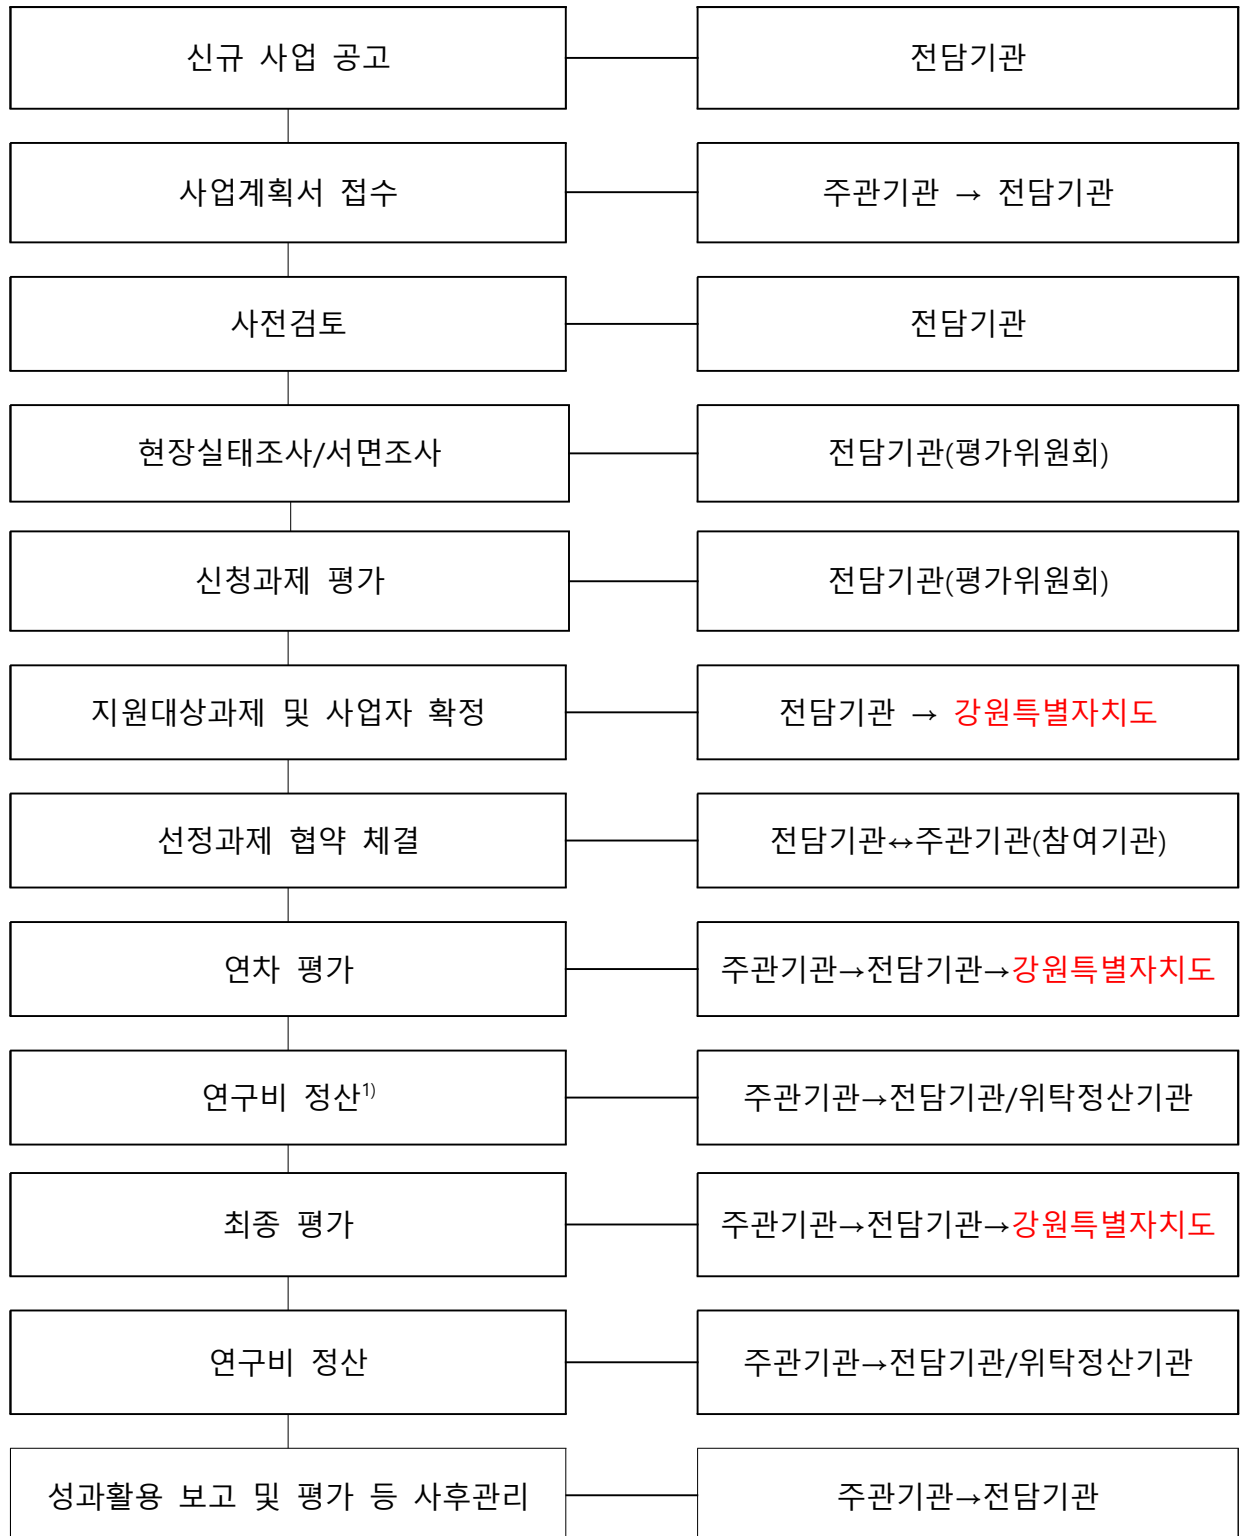 신규 사업 공고
전담기관
사업계획서 접수
주관기관 → 전담기관
사전검토
전담기관
현장실태조사/서면조사
전담기관(평가위원회)
신청과제 평가
전담기관(평가위원회)
지원대상과제 및 사업자 확정
전담기관 → 강원특별자치도
선정과제 협약 체결
전담기관↔주관기관(참여기관)
연차 평가
주관기관→전담기관→강원특별자치도
연구비 정산1)
주관기관→전담기관/위탁정산기관
최종 평가
주관기관→전담기관→강원특별자치도
연구비 정산
주관기관→전담기관/위탁정산기관
성과활용 보고 및 평가 등 사후관리
주관기관→전담기관